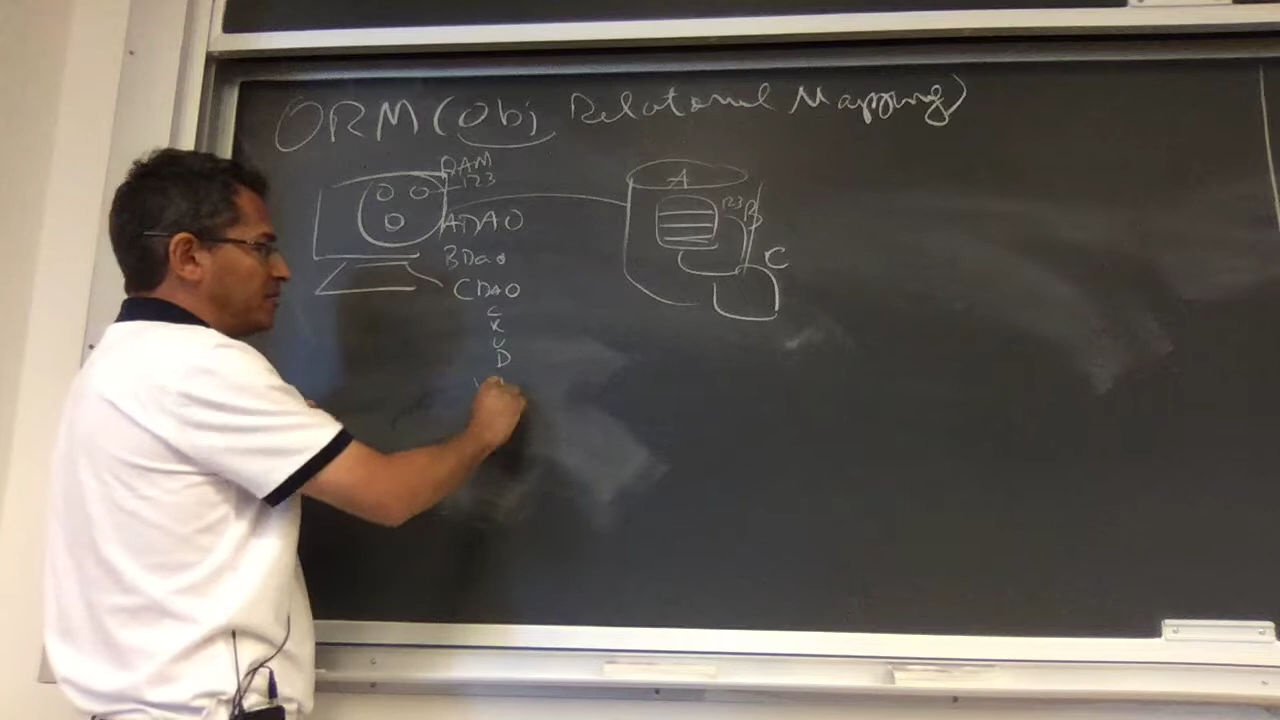 ORM (Obj Relational Mapping)
DAM
123
ADAO
BDao
CDAO
C
R
U
D
A
123
B
C